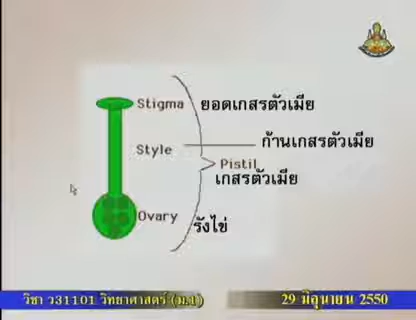 Stigma ยอดเกสรตัวเมีย
Style ก้านเกสรตัวเมีย
Pistil
เกสรตัวเมีย
Ovary รังไข่
วิชา ว31101 วิทยาศาสตร์ (ม.1) 29 มิถุนายน 2550